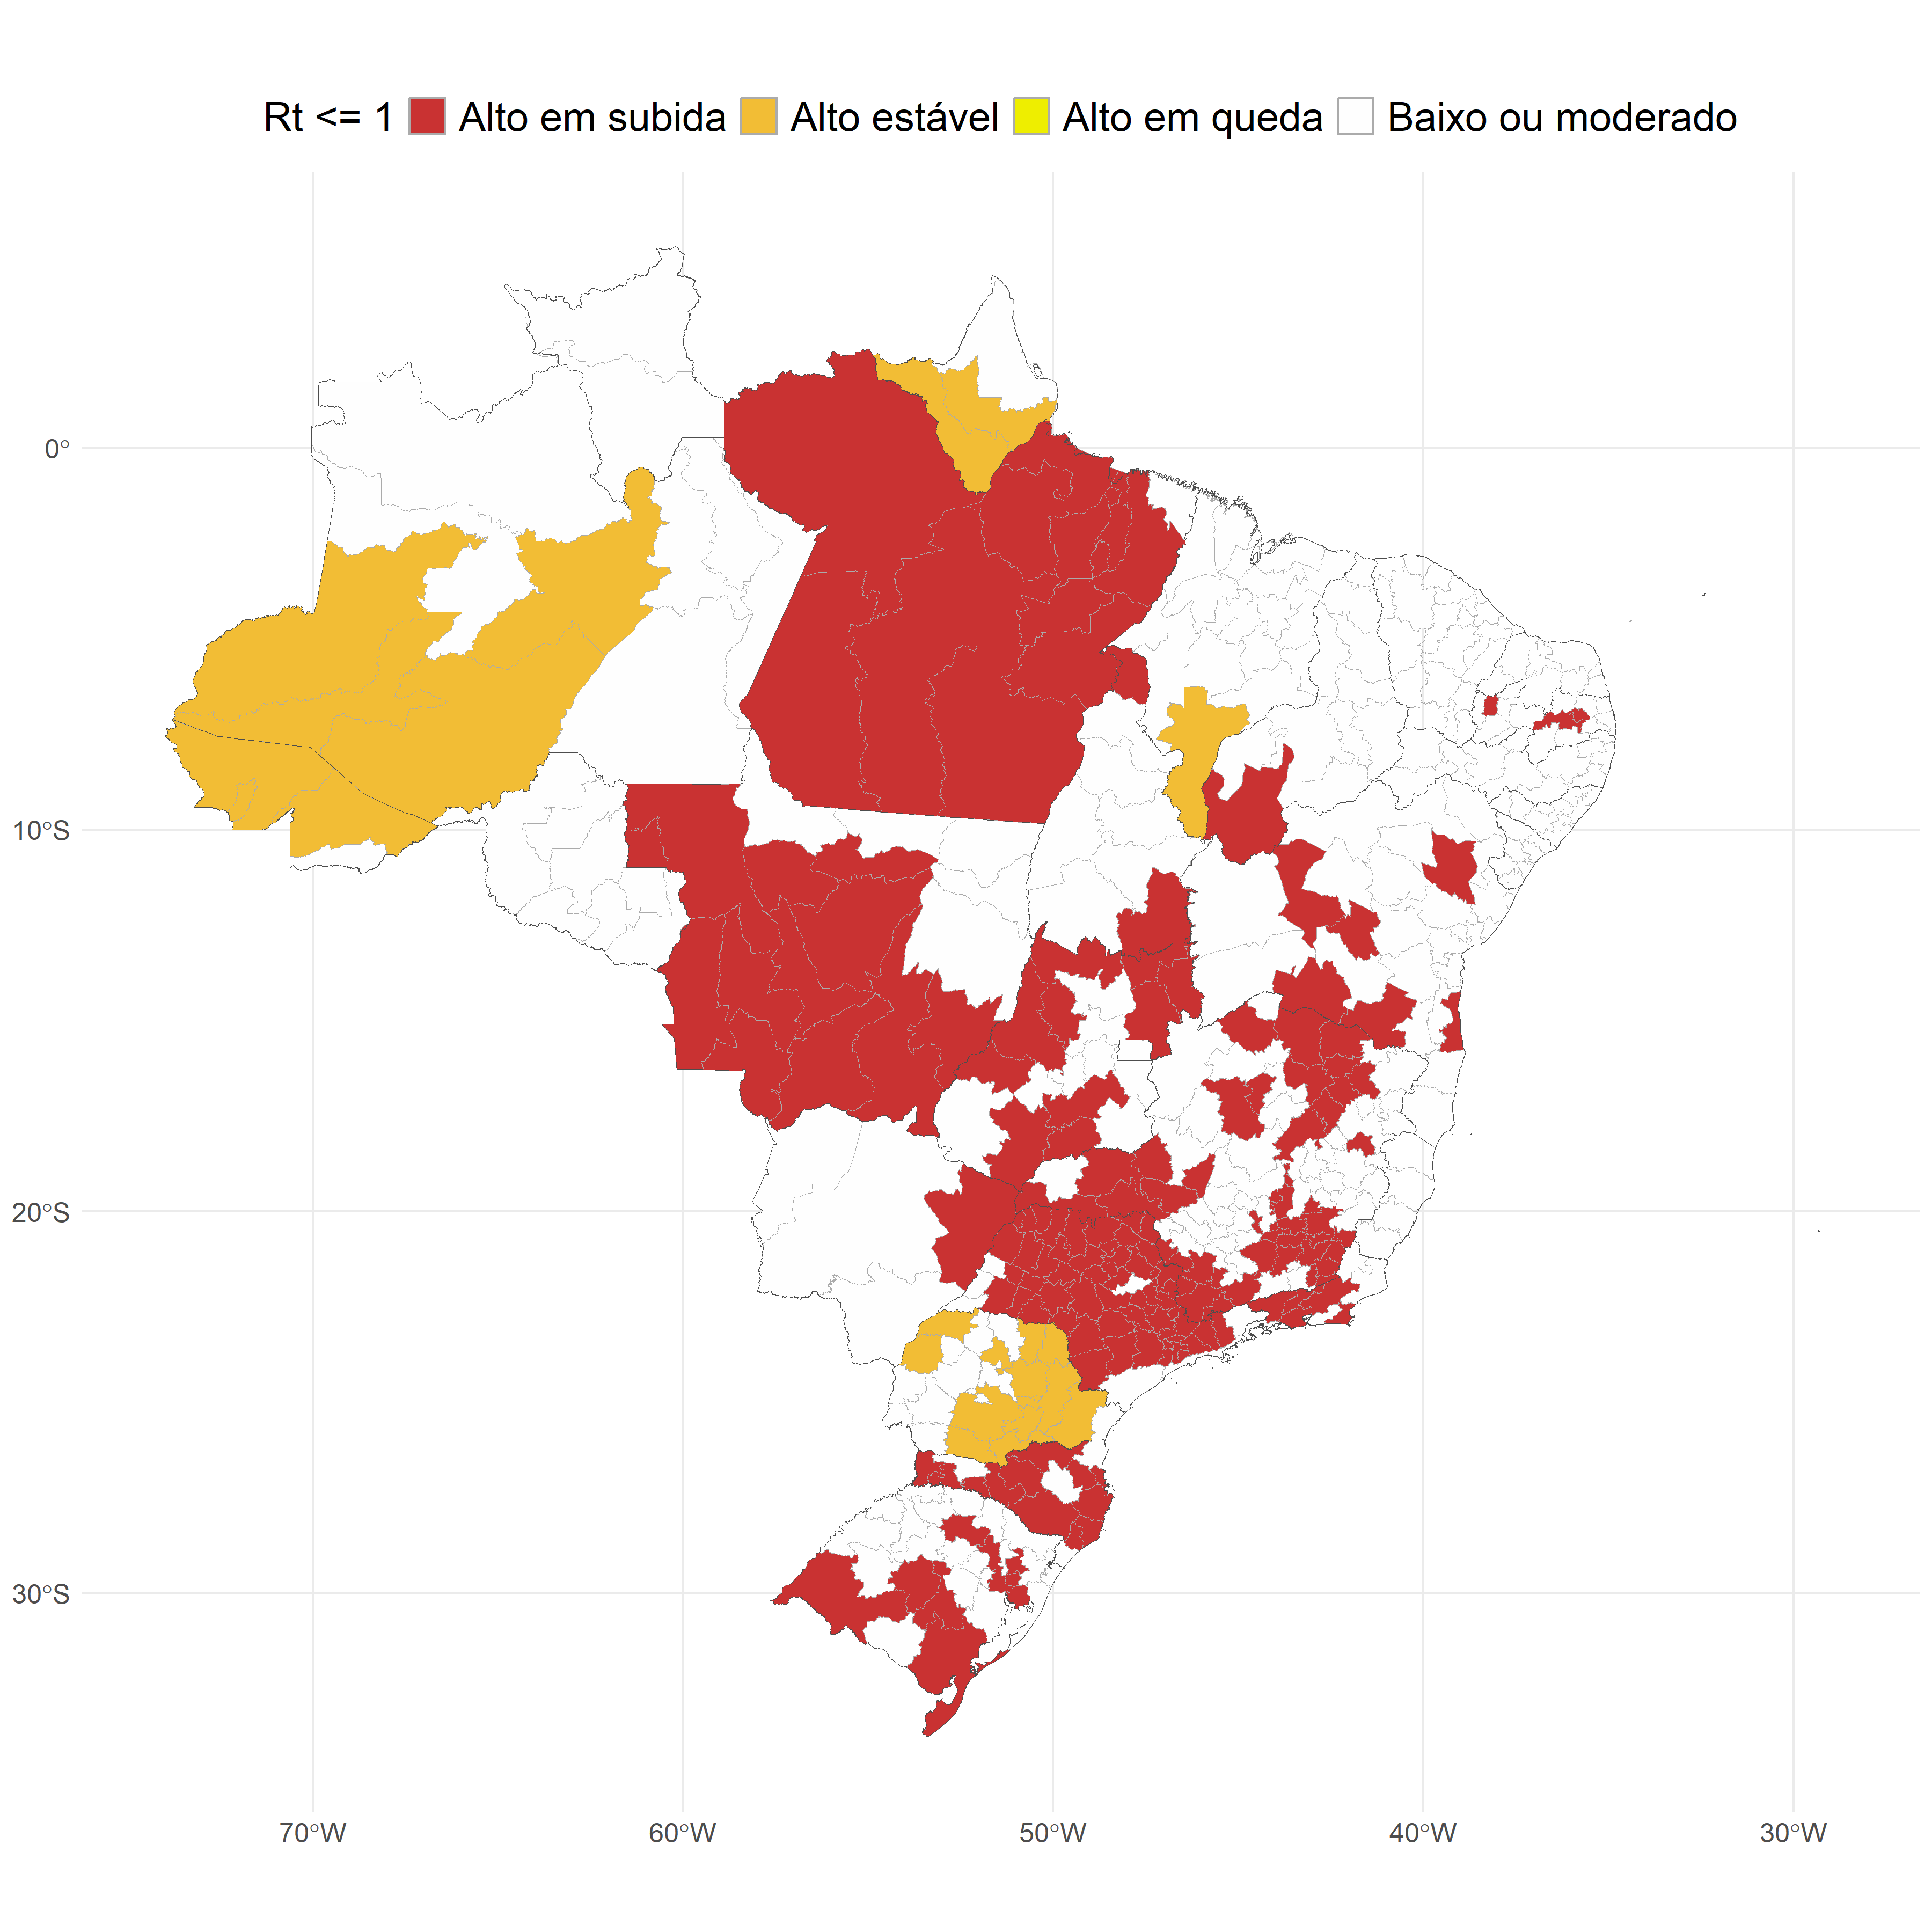 Rt <= 1 Alto em subida Alto estável Alto em queda Baixo ou moderado
0°
10°S
20°S
30°S
70°W 60°W 50°W 40°W 30°W